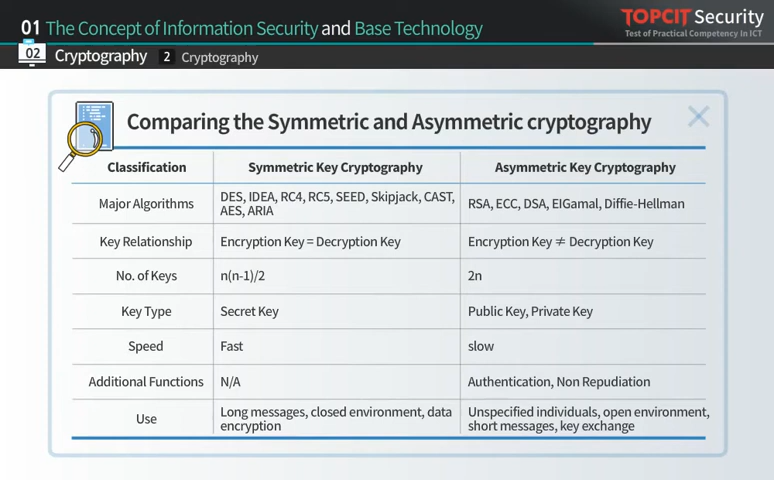 01 The Concept of Information Security and Base Technology
TOPCIT Security
Test of Practical Competency In ICT
02 Cryptography 2 Cryptography
Comparing the Symmetric and Asymmetric cryptography
Classification Symmetric Key Cryptography Asymmetric Key Cryptography
Major Algorithms
DES, IDEA, RC4, RC5, SEED, Skipjack, CAST,
AES, ARIA
RSA, ECC, DSA, EIGamal, Diffie-Hellman
Key Relationship Encryption Key = Decryption Key Encryption Key ≠ Decryption Key
No. of Keys n(n-1)/2 2n
Key Type Secret Key Public Key, Private Key
Speed Fast slow
Additional Functions N/A Authentication, Non Repudiation
Use
Long messages, closed environment, data
encryption
Unspecified individuals, open environment,
short messages, key exchange